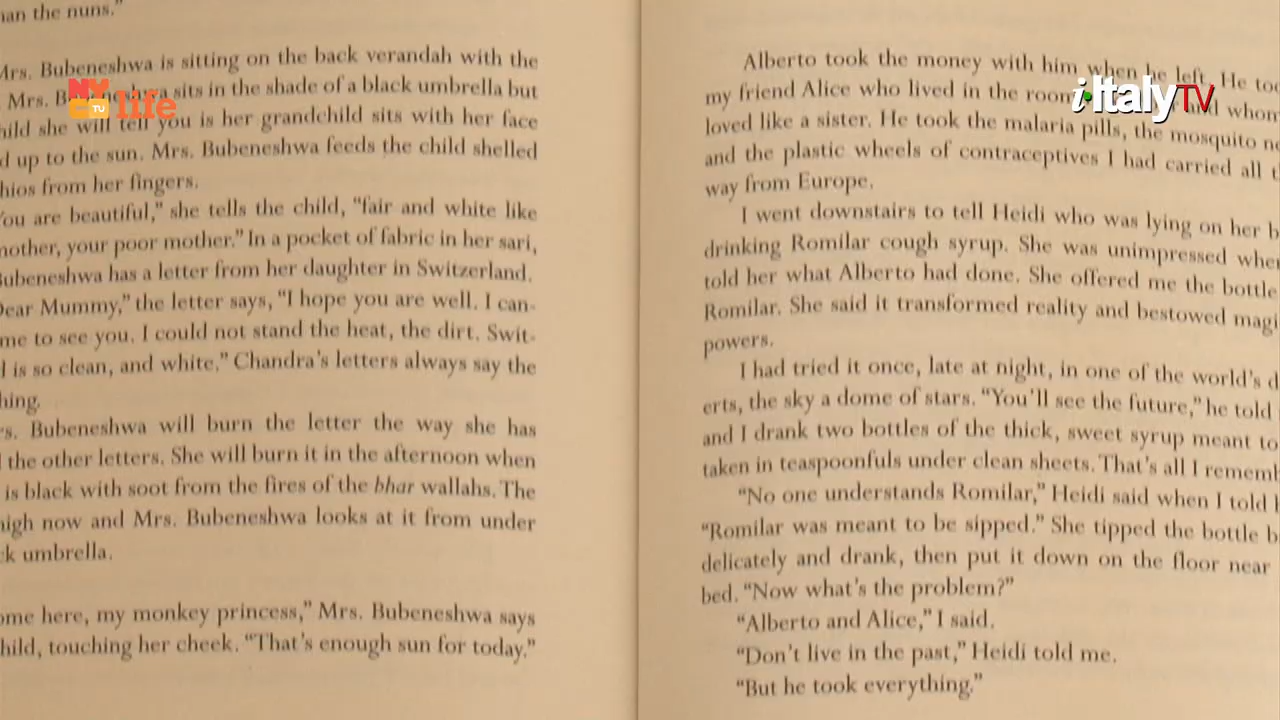 han the nuns."
Mrs. Bubeneshwa is sitting on the back verandah with the
Mrs. sits in the shade of a black umbrella but
hild she will tell you is her grandchild sits with her face
d up to the sun. Mrs. Bubeneshwa feeds the child shelled
hios from her fingers.
You are beautiful," she tells the child, "fair and white like
mother, your poor mother." In a pocket of fabric in her sari,
Bubeneshwa has a letter from her daughter in Switzerland.
Dear Mummy," the letter says, "I hope you are well. I can-
me to see you. I could not stand the heat, the dirt. Swit-
l is so clean, and white." Chandra's letters always say the
hing.
rs. Bubeneshwa will burn the letter the way she has
l the other letters. She will burn it in the afternoon when
is black with soot from the fires of the bhar wallahs. The
high now and Mrs. Bubeneshwa looks at it from under
ck umbrella.
ome here, my monkey princess," Mrs. Bubeneshwa says
hild, touching her cheek. "That's enough sun for today."
Alberto took the money with him when he left. He too
my friend Alice who lived in the room and whom
loved like a sister. He took the malaria pills, the mosquito ne
and the plastic wheels of contraceptives I had carried all t
way from Europe.
I went downstairs to tell Heidi who was lying on her b
drinking Romilar cough syrup. She was unimpressed when
told her what Alberto had done. She offered me the bottle
Romilar. She said it transformed reality and bestowed magi
powers.
I had tried it once, late at night, in one of the world's d
erts, the sky a dome of stars. "You'll see the future," he told
and I drank two bottles of the thick, sweet syrup meant to
taken in teaspoonfuls under clean sheets. That's all I rememb
"No one understands Romilar," Heidi said when I told h
"Romilar was meant to be sipped." She tipped the bottle b
delicately and drank, then put it down on the floor near
bed. "Now what's the problem?"
"Alberto and Alice," I said.
"Don't live in the past," Heidi told me.
"But he took everything."
NY
TV life
i-ItalyTV